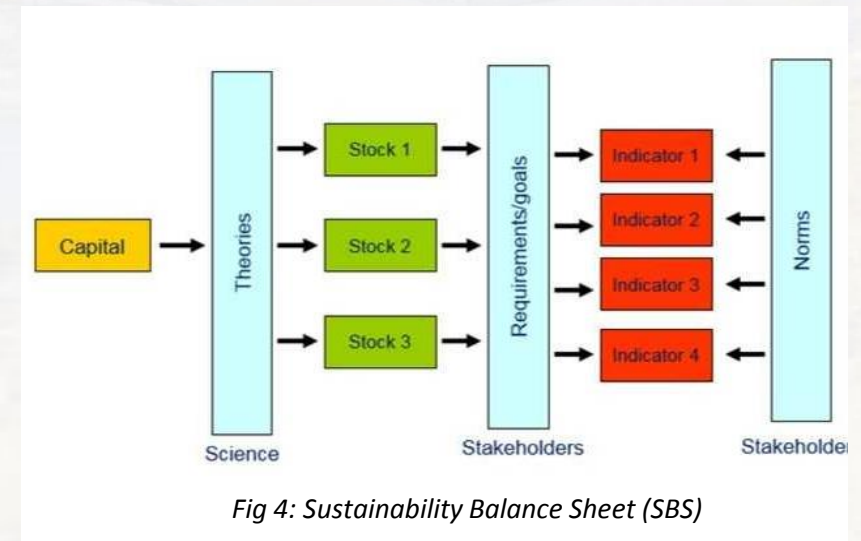 Capital
Theories
Science
Stock 1
Stock 2
Stock 3
Requirements/goals
Stakeholders
Indicator 1
Indicator 2
Indicator 3
Indicator 4
Norms
Stakeholde
Fig 4: Sustainability Balance Sheet (SBS)